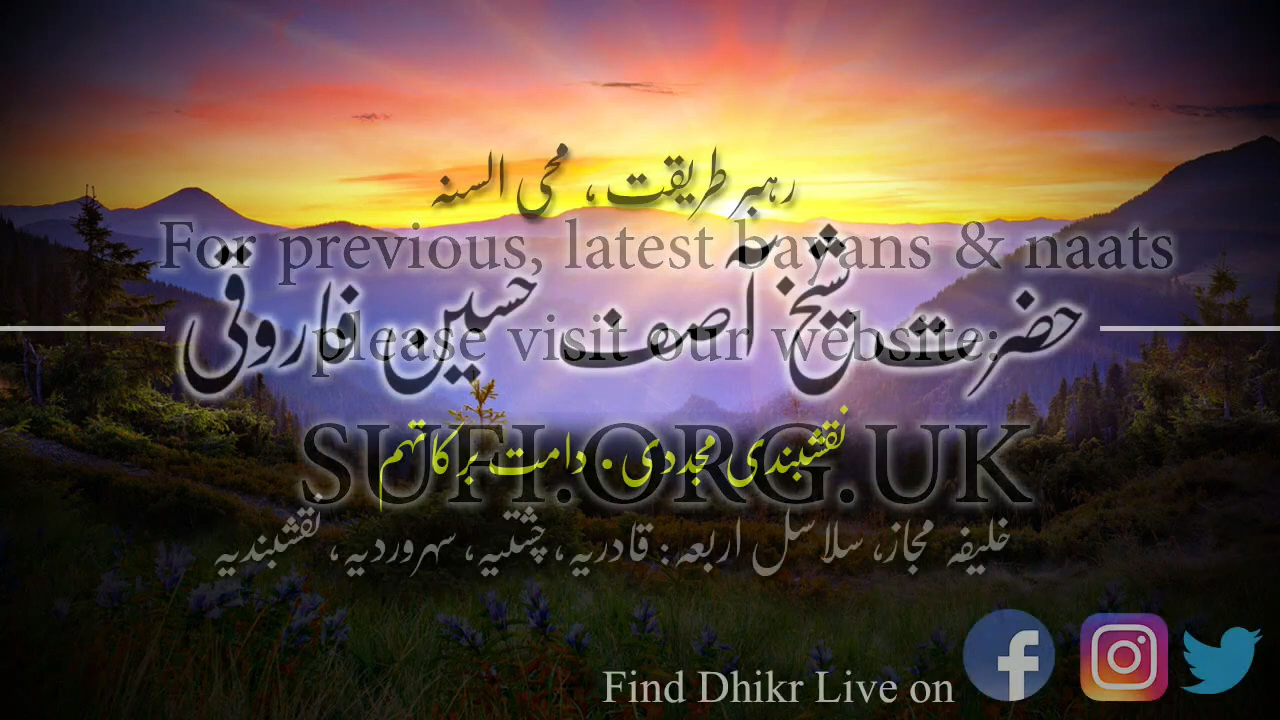 رہبر طریقت، محی السنہ
For previous, latest bayans & naats
حضرت شیخ آصف حسین فاروقی
please visit our website:
نقشبندی مجددی • دامت برکاتہم
SUFI.ORG.UK
خلیفہ مجاز، سلاسل اربعہ: قادریہ، چشتیہ، سہروردیہ، نقشبندیہ
Find Dhikr Live on